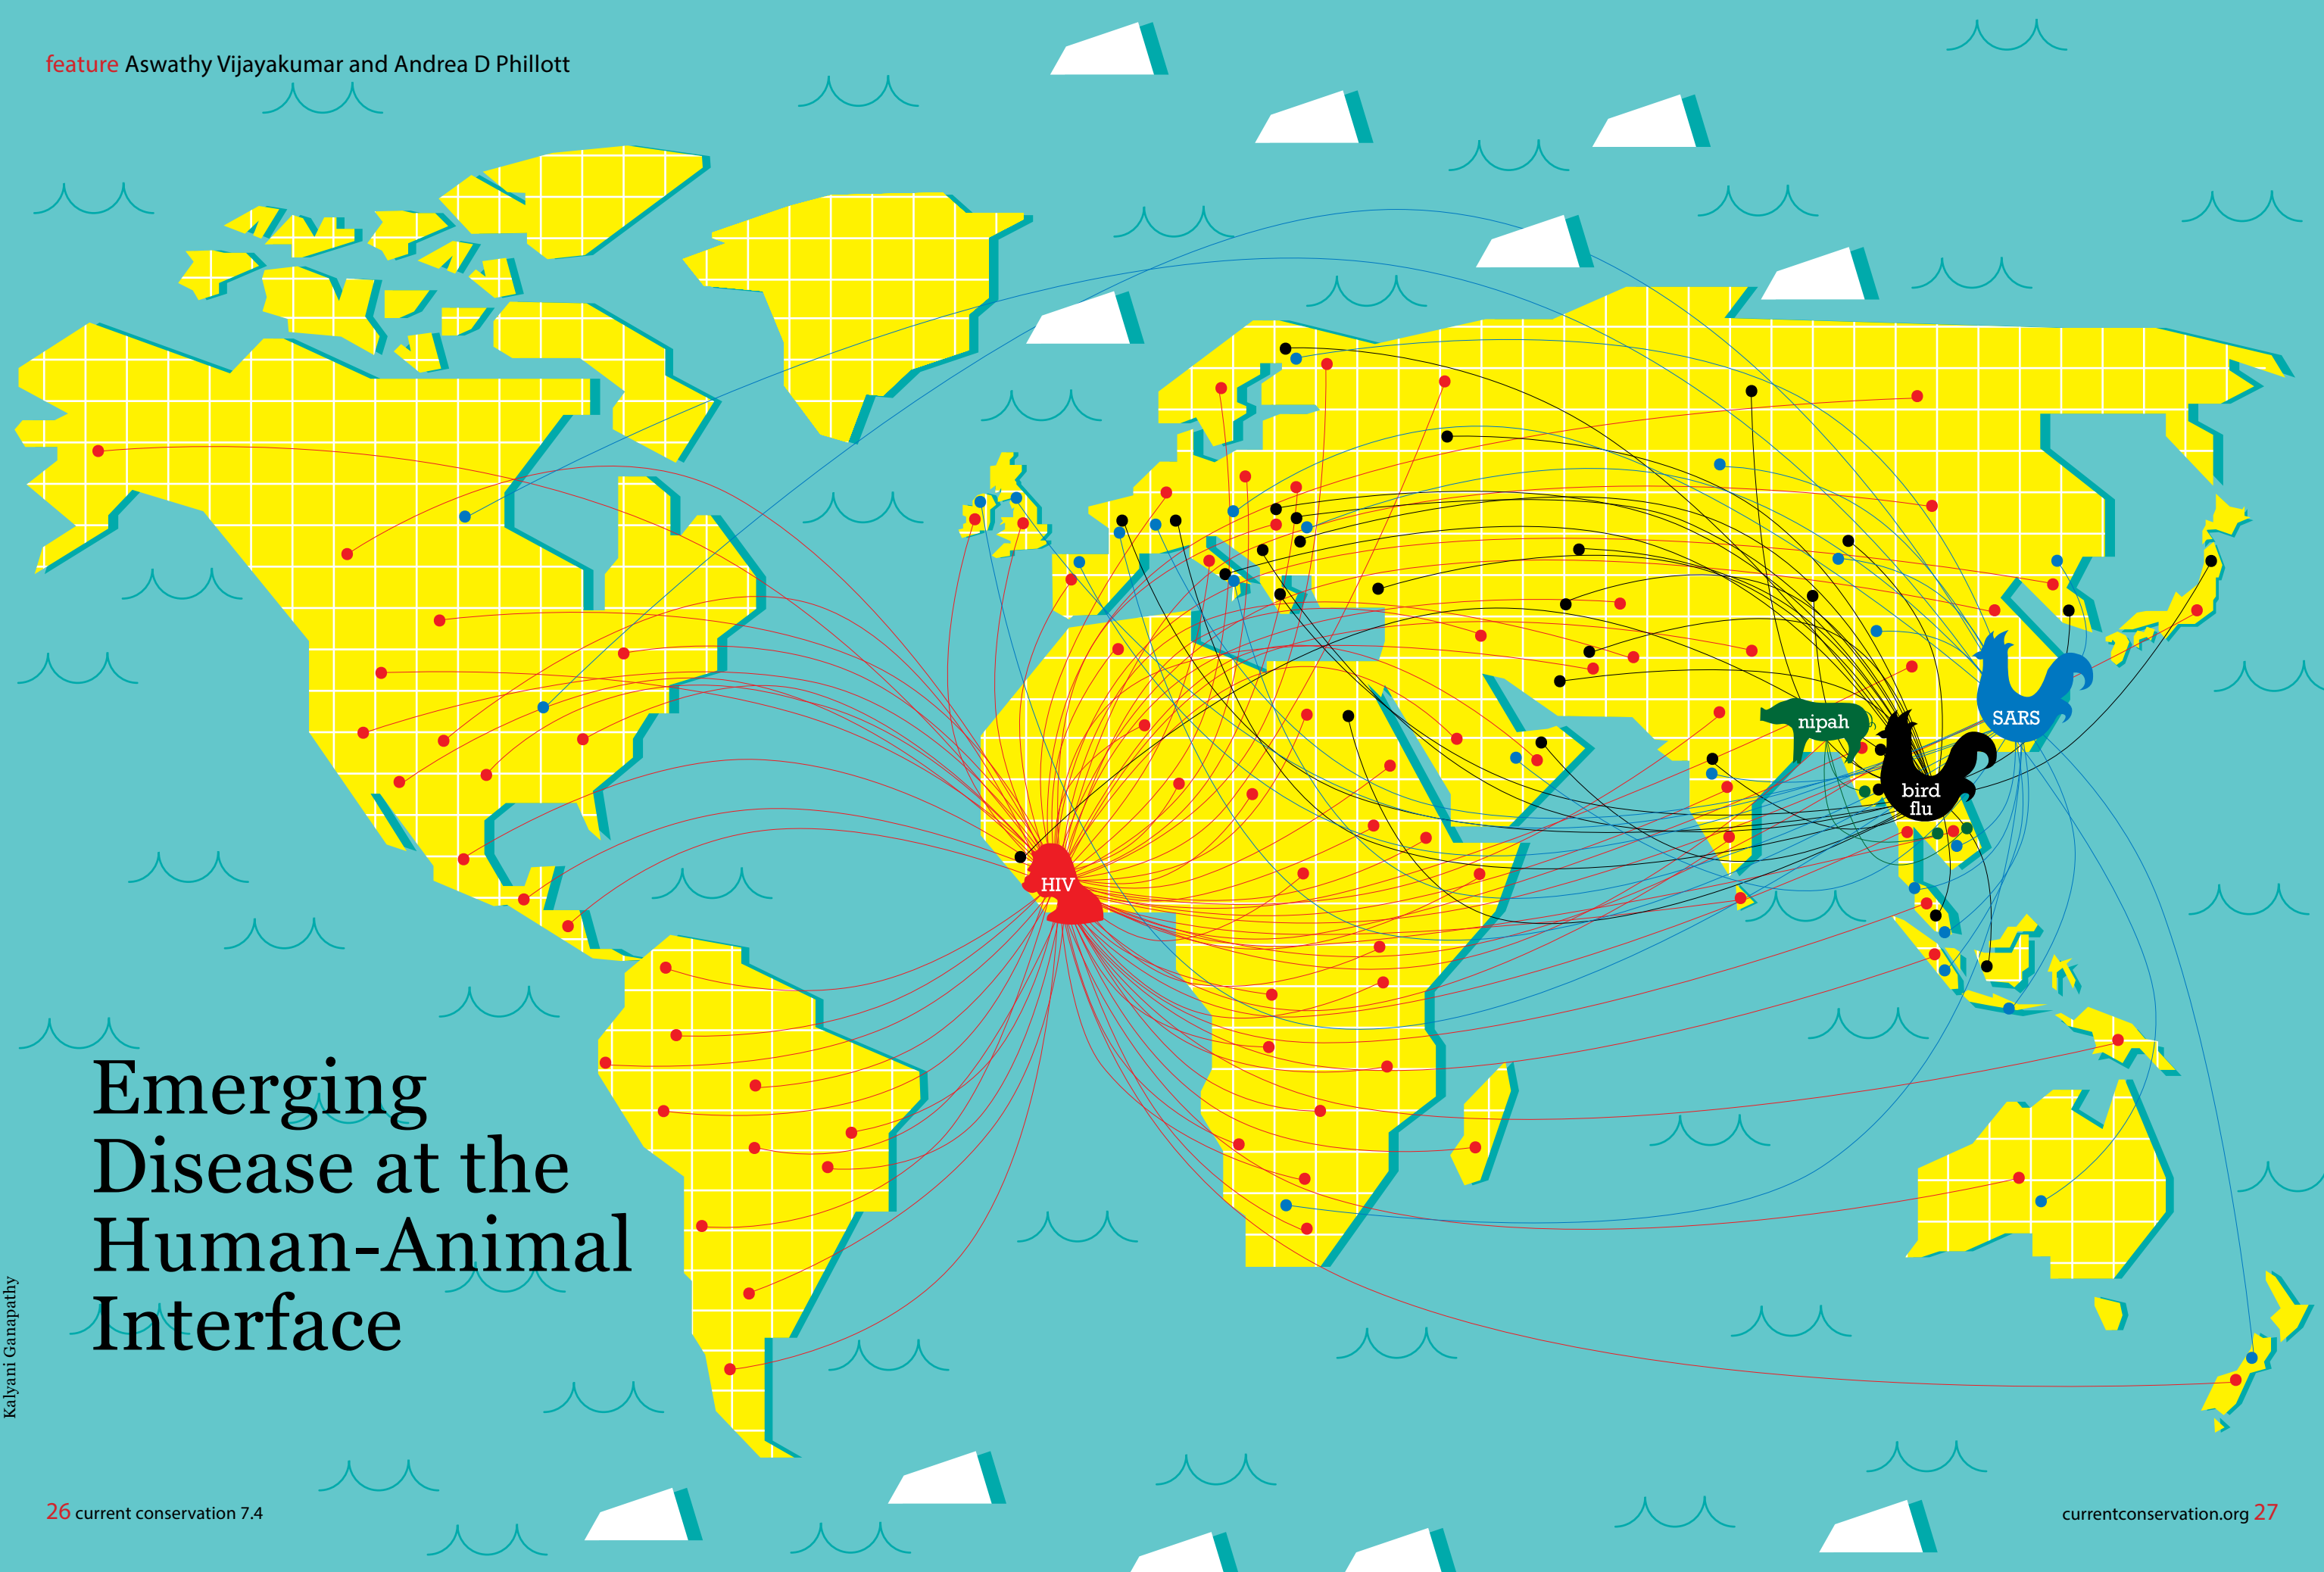 feature Aswathy Vijayakumar and Andrea D Phillott
nipah
SARS
bird
flu
HIV
Emerging
Disease at the
Human-Animal
Interface
Kalyani Ganapathy
26 current conservation 7.4
currentconservation.org 27